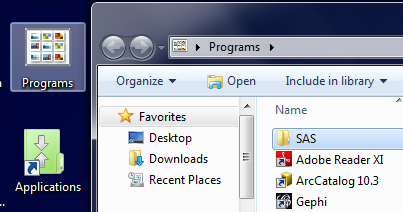 Programs
Applications
Programs
Organize
Open
Include in library
Favorites
Desktop
Downloads
Recent Places
Name
SAS
Adobe Reader XI
ArcCatalog 10.3
Gephi